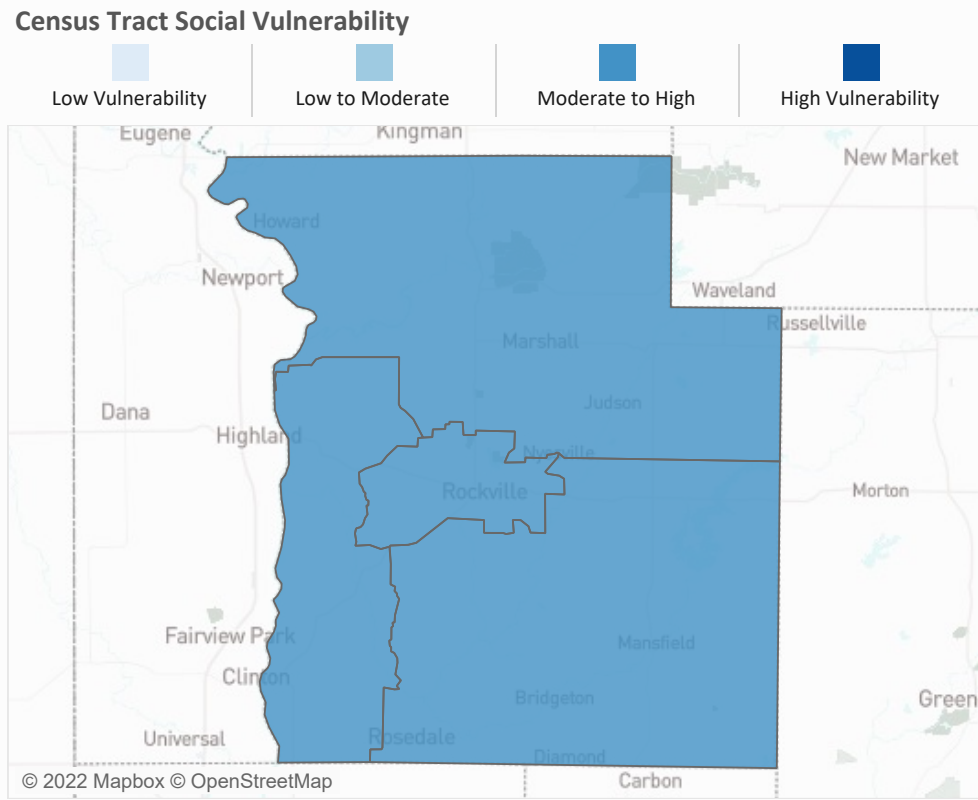 Census Tract Social Vulnerability
Low Vulnerability
Low to Moderate
Moderate to High
High Vulnerability
Eugene
Kingman
New Market
Howard
Newport
Waveland
Russellville
Marshall
Judson
Dana
Highland
Nyesville
Rockville
Morton
Fairview Park
Mansfield
Clinton
Bridgeton
Green
Universal
Rosedale
Diamond
Carbon
© 2022 Mapbox © OpenStreetMap